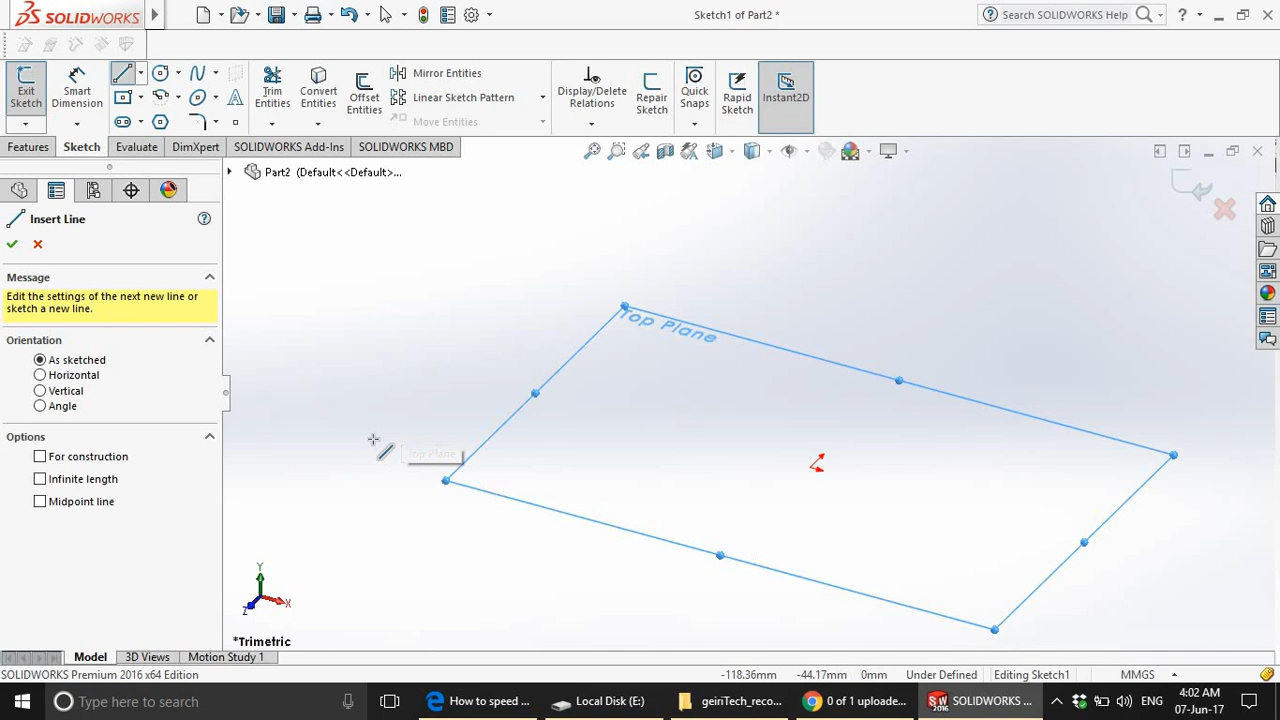 SOLIDWORKS
Sketch1 of Part2 *
Search SOLIDWORKS Help
Exit Sketch
Smart Dimension
Trim Entities
Convert Entities
Offset Entities
Mirror Entities
Linear Sketch Pattern
Move Entities
Display/Delete Relations
Repair Sketch
Quick Snaps
Rapid Sketch
Instant2D
Features Sketch Evaluate DimXpert SOLIDWORKS Add-Ins SOLIDWORKS MBD
Part2 (Default<<Default>...
Insert Line
Message
Edit the settings of the next new line or
sketch a new line.
Orientation
As sketched
Horizontal
Vertical
Angle
Options
For construction
Infinite length
Midpoint line
Top Plane
Top Plane
Y
X
Z
*Trimetric
Model 3D Views Motion Study 1
SOLIDWORKS Premium 2016 x64 Edition -118.36mm -44.17mm 0mm Under Defined Editing Sketch1 MMGS
Type here to search
How to speed ...
Local Disk (E:)
geiriTech_reco...
0 of 1 uploade...
SW 2016
SOLIDWORKS ...
ENG
4:02 AM
07-Jun-17